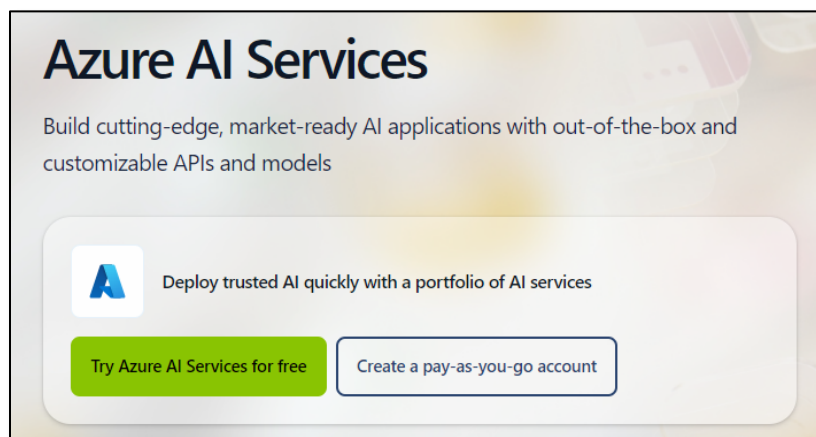 Azure AI Services
Build cutting-edge, market-ready AI applications with out-of-the-box and
customizable APIs and models
Deploy trusted AI quickly with a portfolio of AI services
Try Azure AI Services for free
Create a pay-as-you-go account